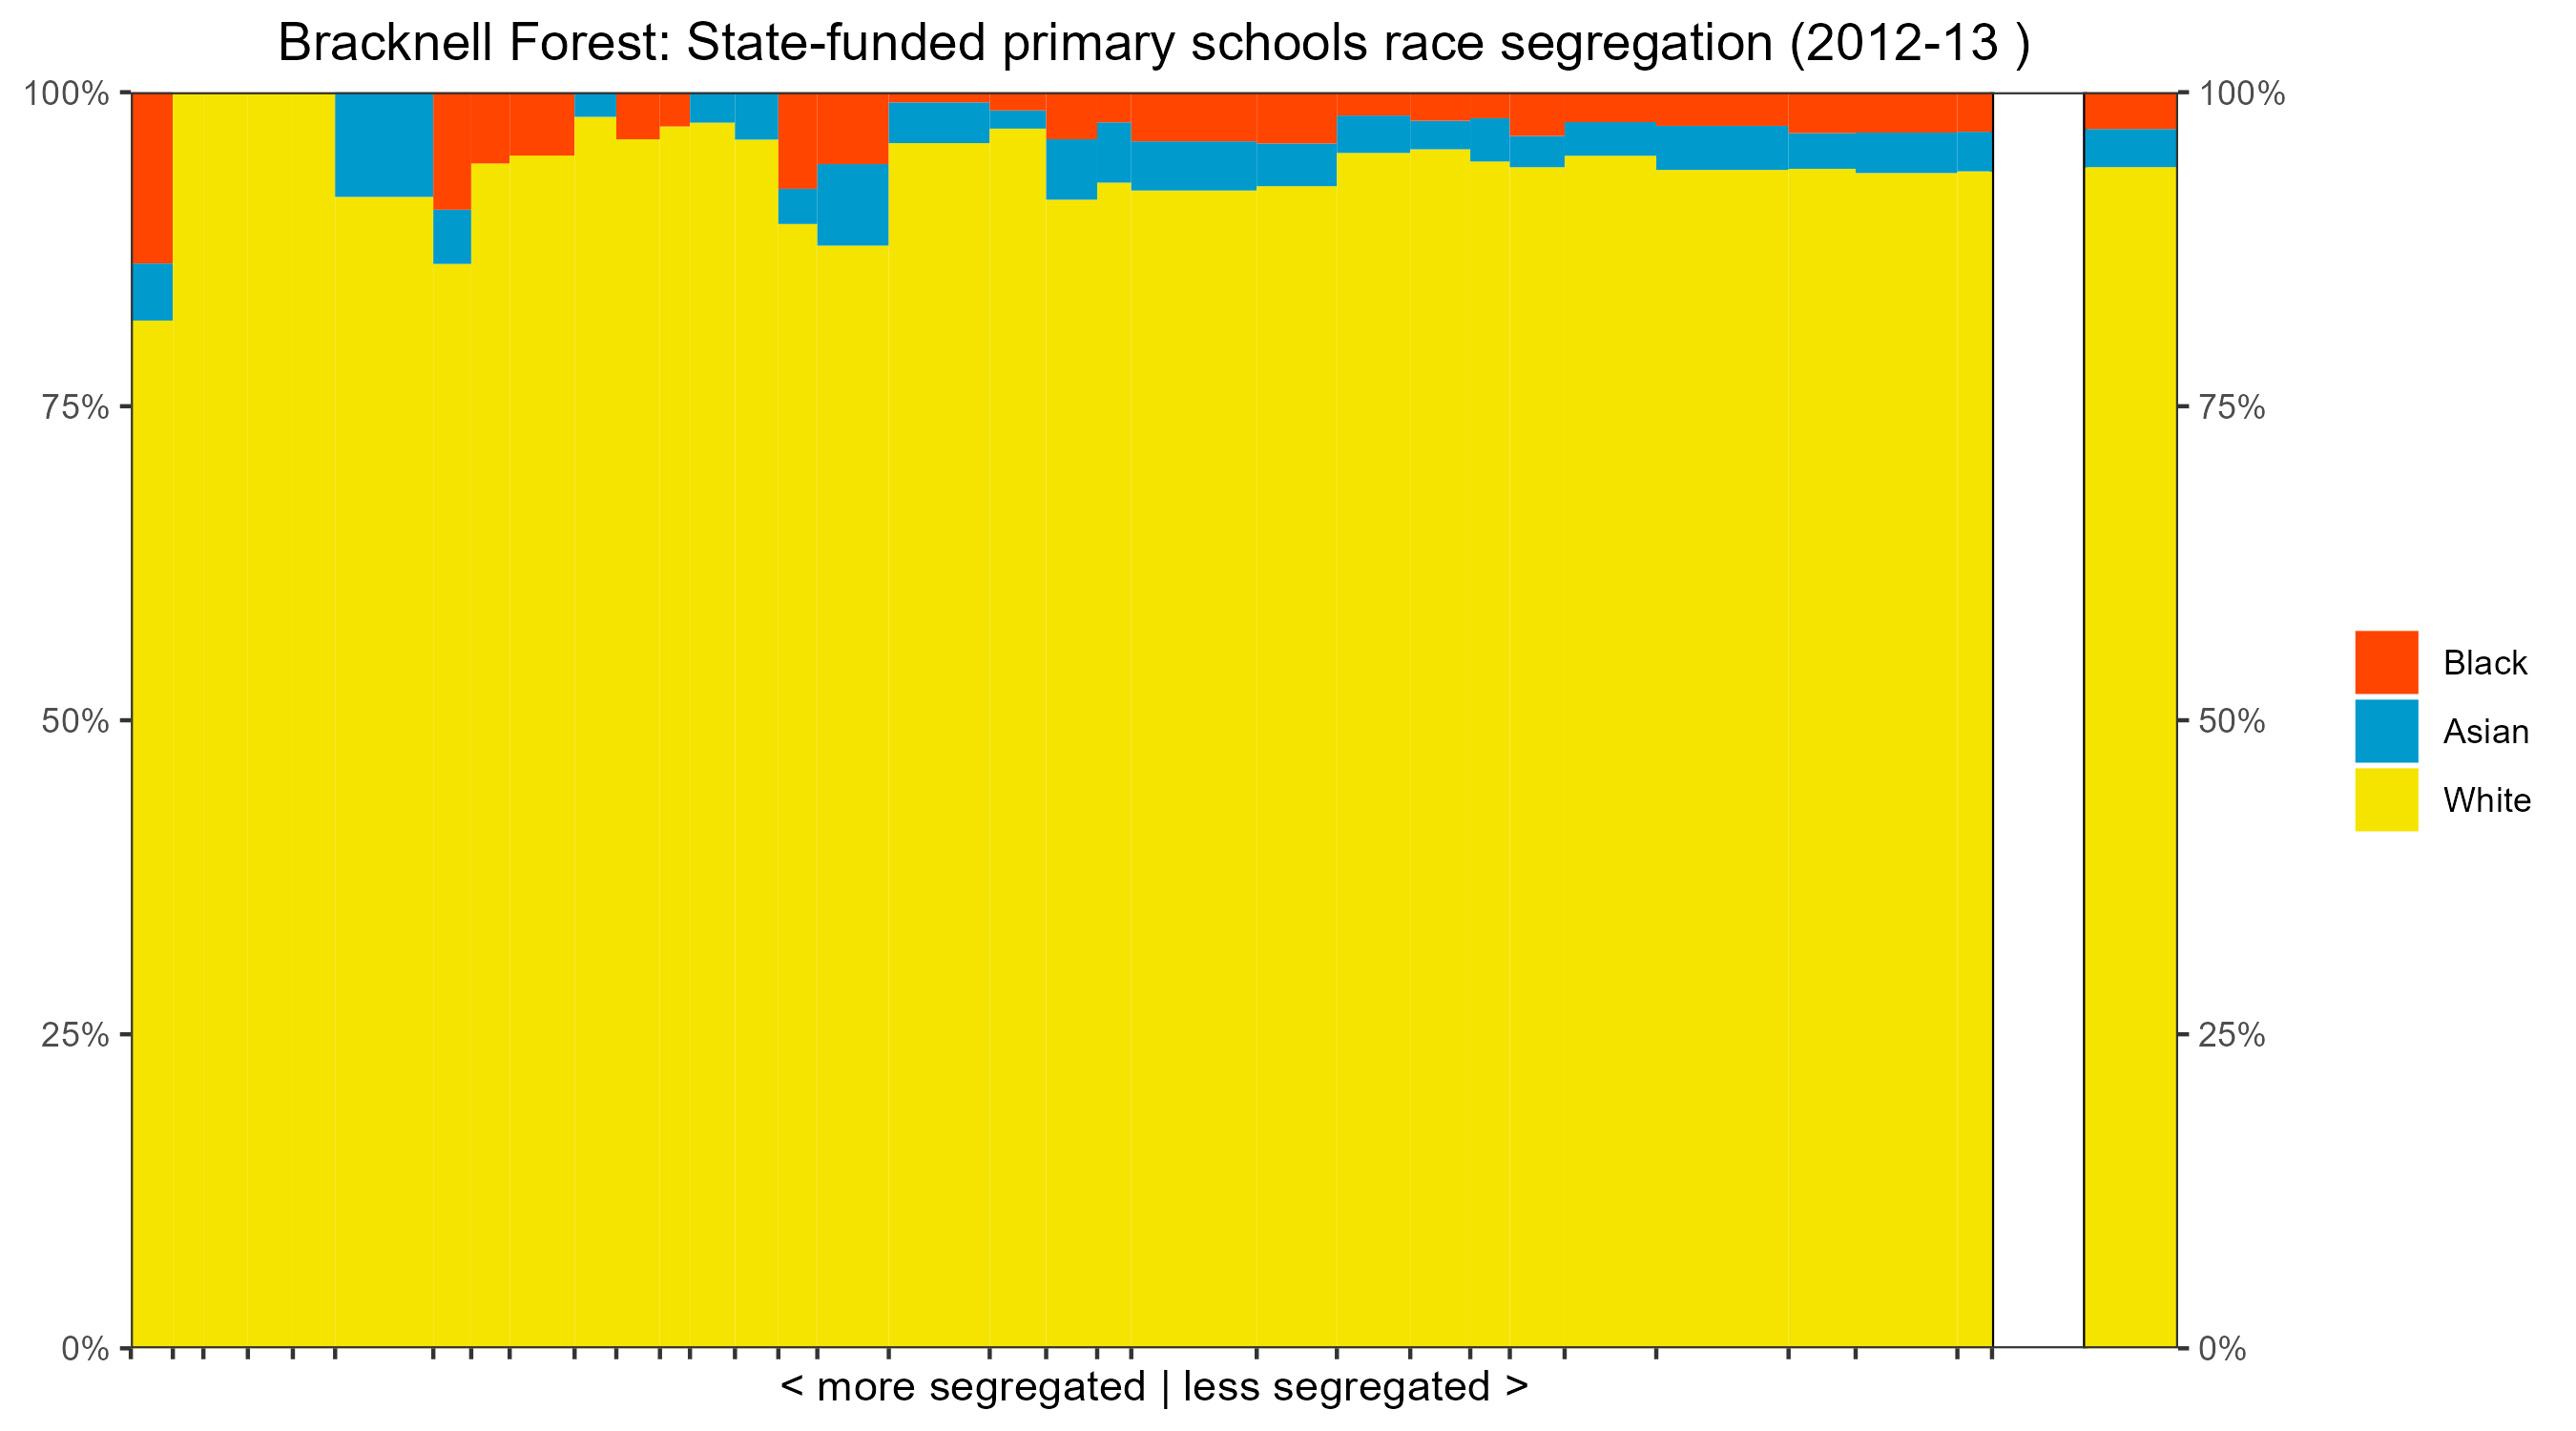 Bracknell Forest: State-funded primary schools race segregation (2012-13 )
100%
100%
75%
75%
50%
50%
25%
25%
0%
0%
Black
Asian
White
< more segregated | less segregated >